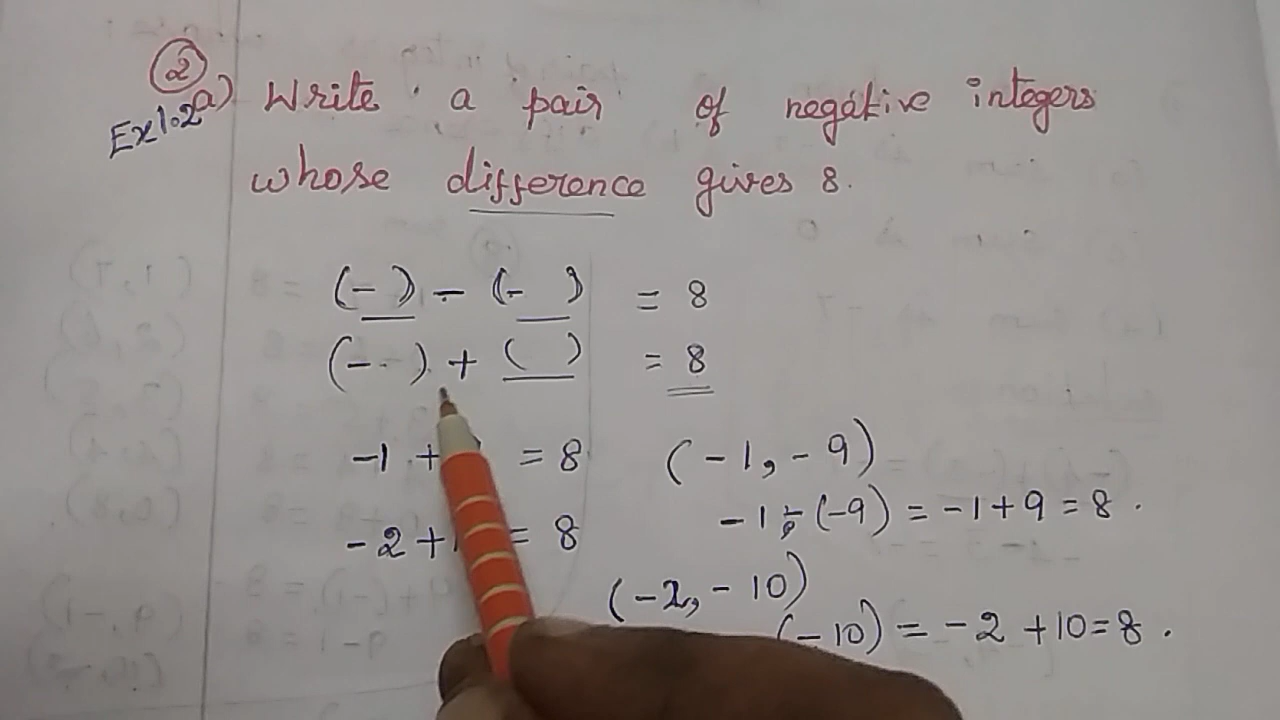 ②
Ex1.2 a) Write a pair of negative integers
whose difference gives 8.
(- ) - (- ) = 8
(- ) + ( ) = 8
-1 + = 8 (-1, -9)
-1 - (-9) = -1+9 = 8.
-2 +1 = 8
(-2, -10)
(-10) = -2 +10=8.